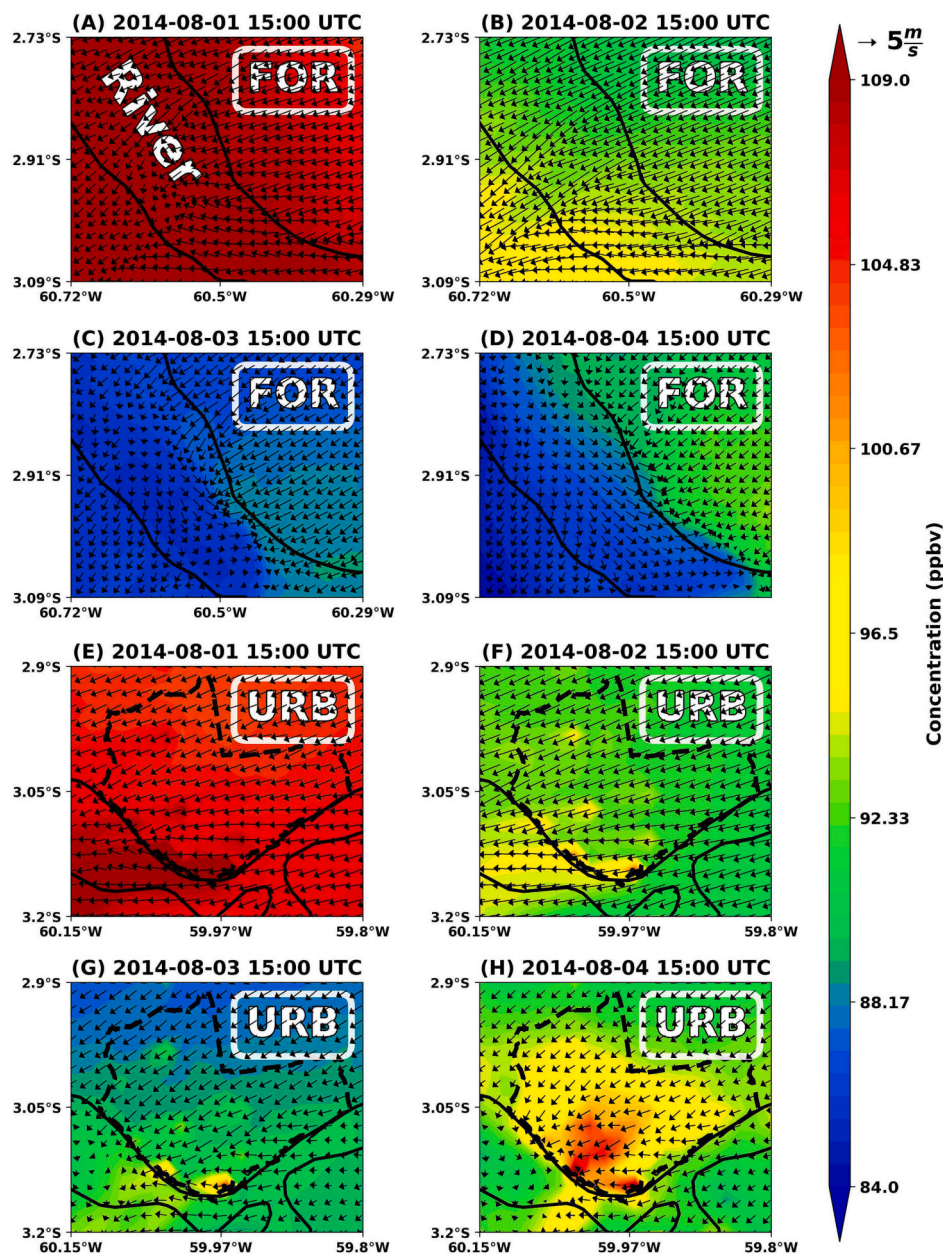 (A) 2014-08-01 15:00 UTC
(B) 2014-08-02 15:00 UTC
→ 5 m/s
2.73°S
2.91°S
3.09°S
River
FOR
60.72°W 60.5°W 60.29°W
2.73°S
2.91°S
3.09°S
FOR
60.72°W 60.5°W 60.29°W
(C) 2014-08-03 15:00 UTC
(D) 2014-08-04 15:00 UTC
2.73°S
2.91°S
3.09°S
FOR
60.72°W 60.5°W 60.29°W
2.73°S
2.91°S
3.09°S
FOR
60.72°W 60.5°W 60.29°W
(E) 2014-08-01 15:00 UTC
(F) 2014-08-02 15:00 UTC
2.9°S
3.05°S
3.2°S
URB
60.15°W 59.97°W 59.8°W
2.9°S
3.05°S
3.2°S
URB
60.15°W 59.97°W 59.8°W
(G) 2014-08-03 15:00 UTC
(H) 2014-08-04 15:00 UTC
2.9°S
3.05°S
3.2°S
URB
60.15°W 59.97°W 59.8°W
2.9°S
3.05°S
3.2°S
URB
60.15°W 59.97°W 59.8°W
109.0
104.83
100.67
96.5
92.33
88.17
84.0
Concentration (ppbv)